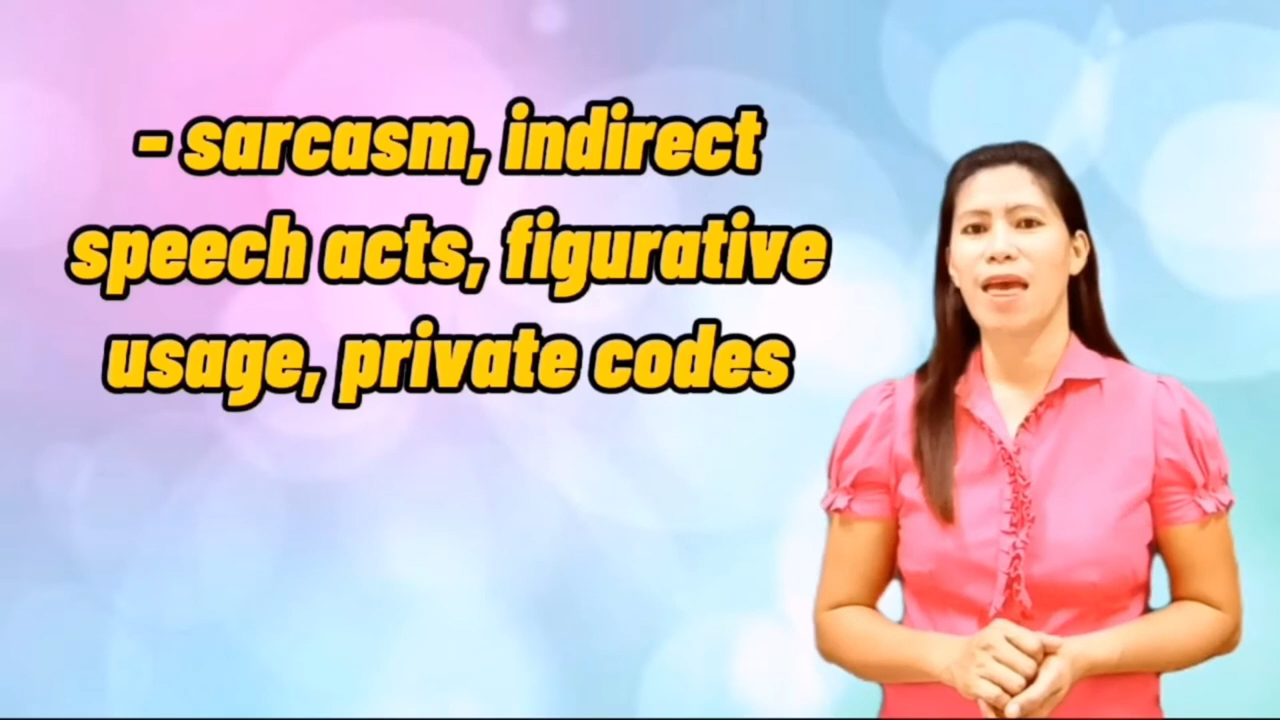 - sarcasm, indirect
speech acts, figurative
usage, private codes